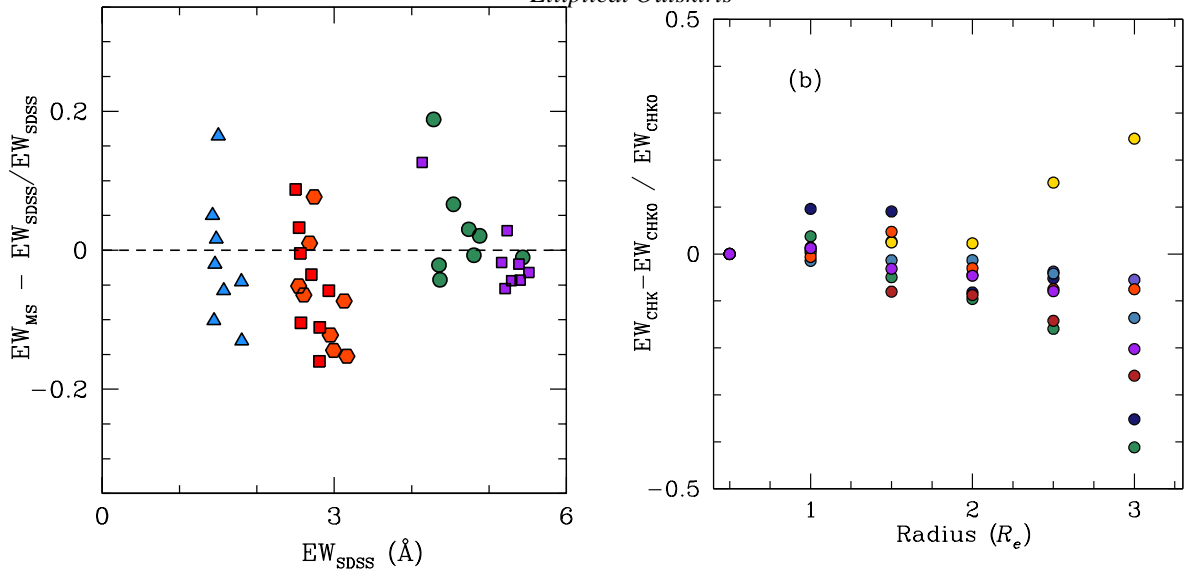 Elliptical Outskirts
0.2
0
−0.2
EW_MS − EW_SDSS/EW_SDSS
0 3 6
EW_SDSS (Å)
(b)
0.5
0
−0.5
EW_CHK−EW_CHK0 / EW_CHK0
1 2 3
Radius (R_e)